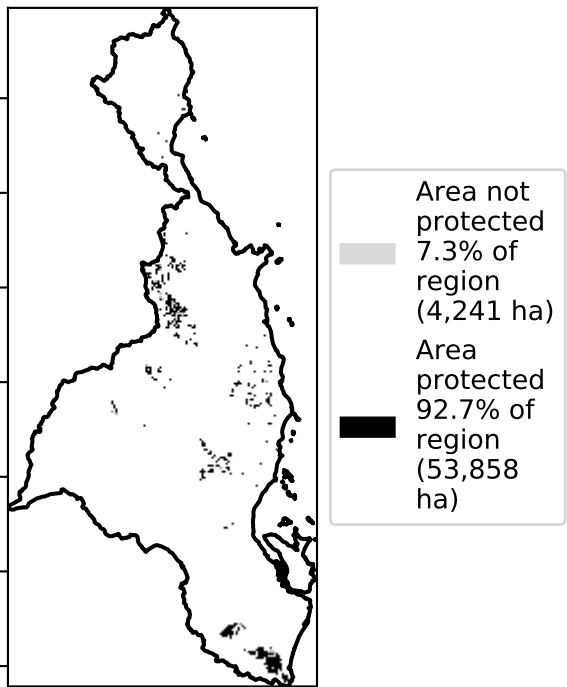 Area not
protected
7.3% of
region
(4,241 ha)
Area
protected
92.7% of
region
(53,858
ha)